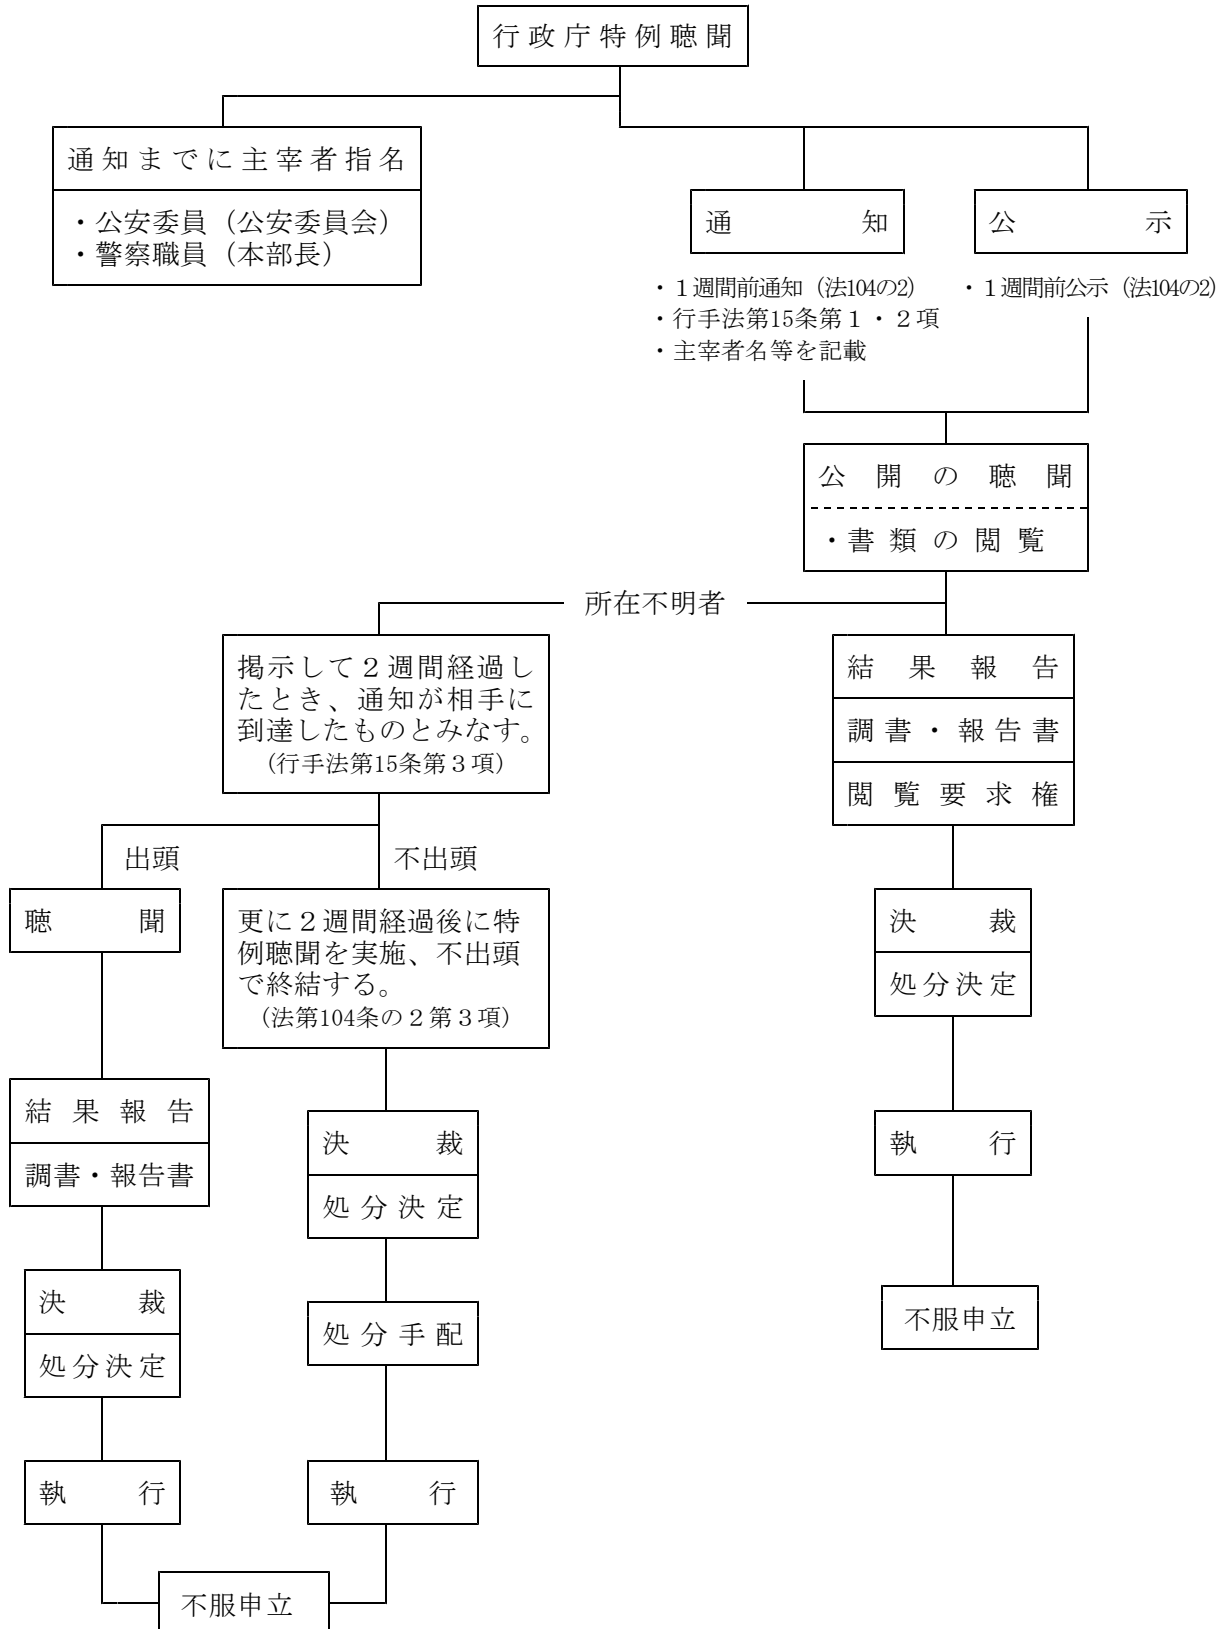 行政庁特例聴聞
通知までに主宰者指名
・公安委員（公安委員会）
・警察職員（本部長）
通知
公示
・１週間前通知（法104の2）
・行手法第15条第１・２項
・主宰者名等を記載
・１週間前公示（法104の2）
公開の聴聞
・書類の閲覧
所在不明者
掲示して２週間経過し
たとき、通知が相手に
到達したものとみなす。
（行手法第15条第３項）
結果報告
調書・報告書
閲覧要求権
出頭
不出頭
聴聞
更に２週間経過後に特
例聴聞を実施、不出頭
で終結する。
（法第104条の２第３項）
決裁
処分決定
結果報告
調書・報告書
決裁
処分決定
執行
決裁
処分決定
処分手配
不服申立
執行
執行
不服申立